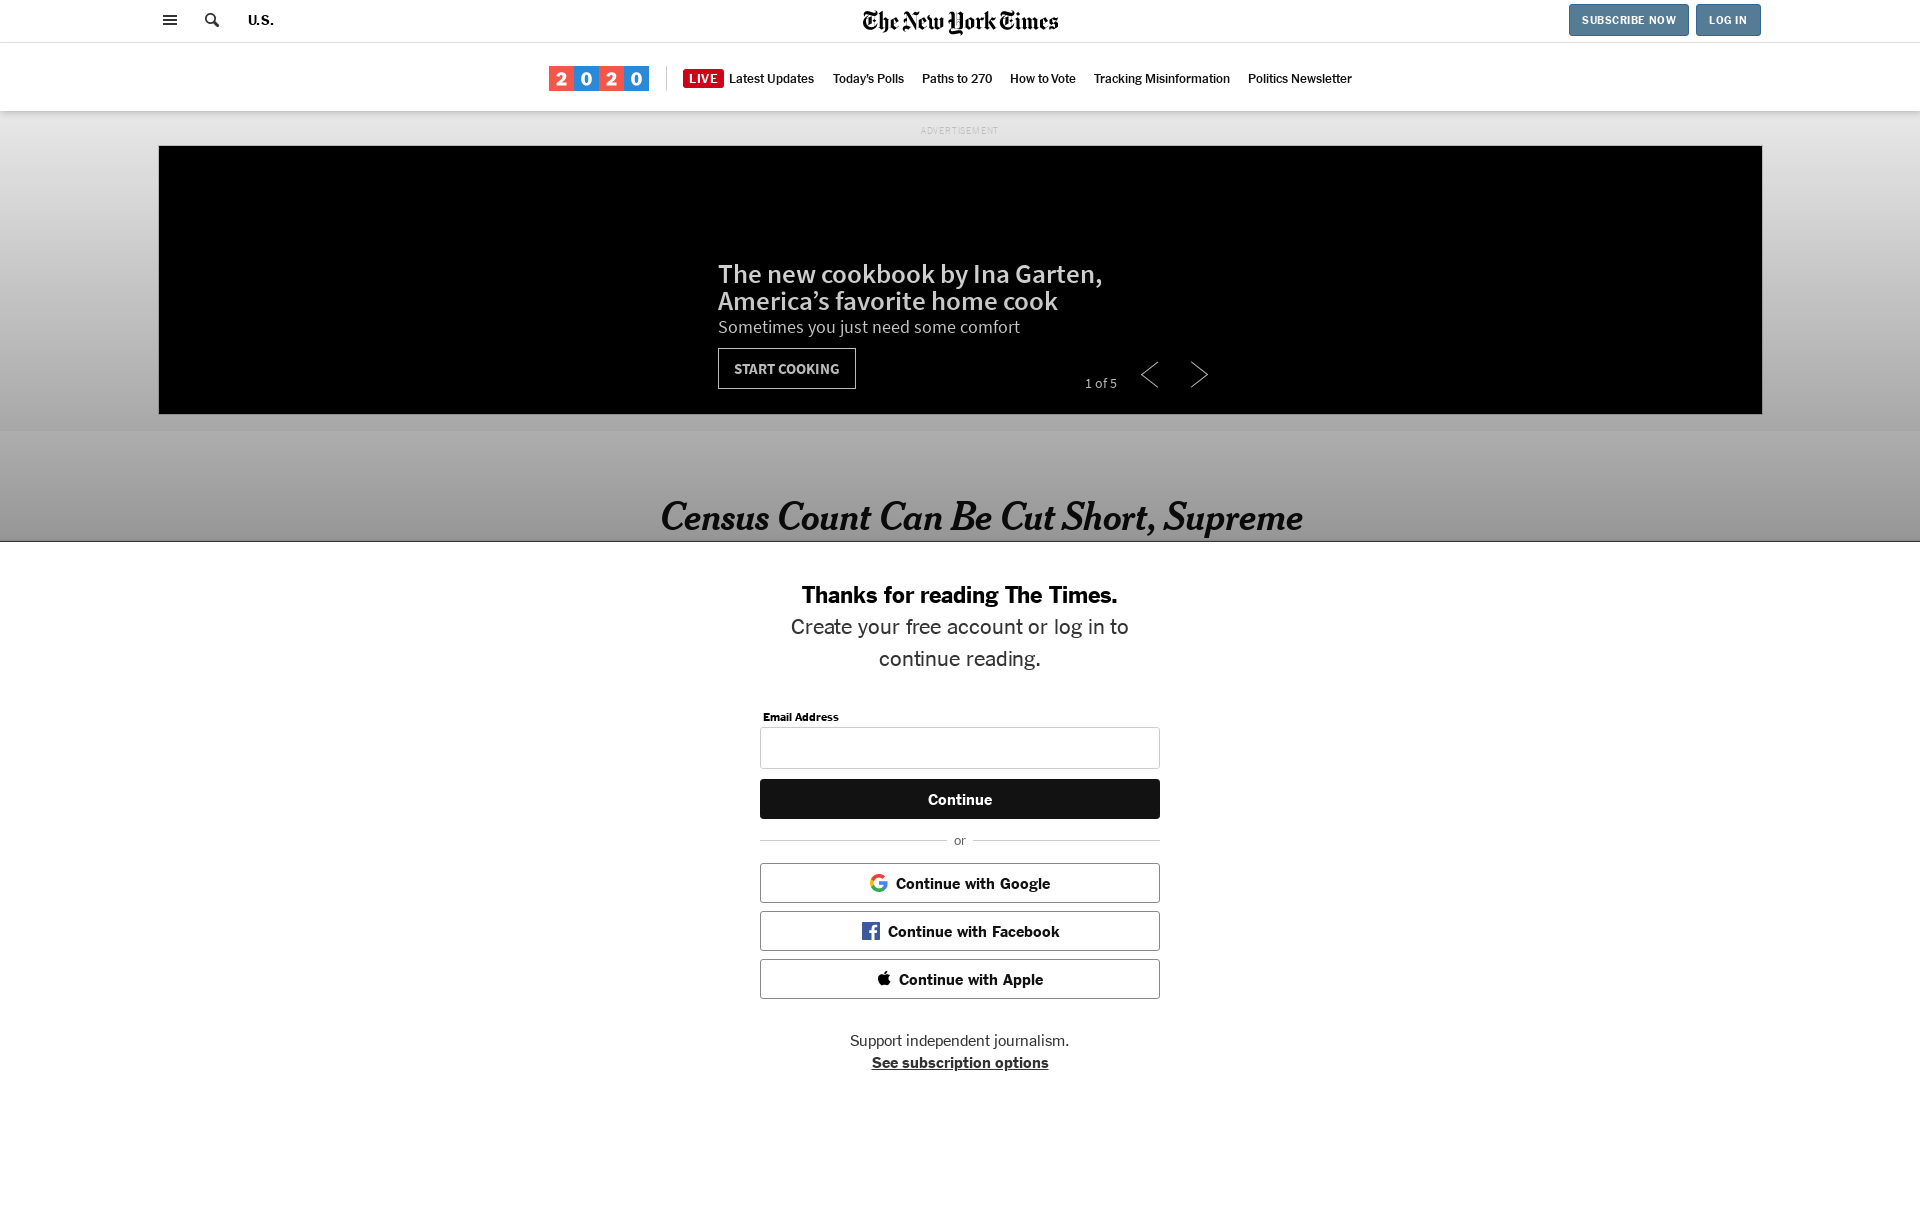 U.S.
The New York Times
SUBSCRIBE NOW
LOG IN
2020
LIVE Latest Updates
Today's Polls
Paths to 270
How to Vote
Tracking Misinformation
Politics Newsletter
ADVERTISEMENT
The new cookbook by Ina Garten,
America's favorite home cook
Sometimes you just need some comfort
START COOKING
1 of 5
Census Count Can Be Cut Short, Supreme
Thanks for reading The Times.
Create your free account or log in to
continue reading.
Email Address
Continue
or
Continue with Google
Continue with Facebook
Continue with Apple
Support independent journalism.
See subscription options